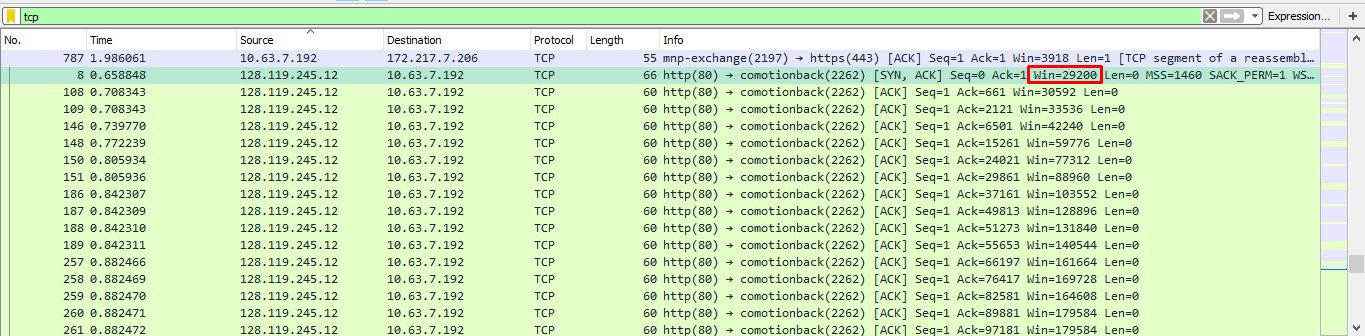 tcp Expression... +
No. Time Source Destination Protocol Length Info
787 1.986061 10.63.7.192 172.217.7.206 TCP 55 mnp-exchange(2197) → https(443) [ACK] Seq=1 Ack=1 Win=3918 Len=1 [TCP segment of a reassembl...
8 0.658848 128.119.245.12 10.63.7.192 TCP 66 http(80) → comotionback(2262) [SYN, ACK] Seq=0 Ack=1 Win=29200 Len=0 MSS=1460 SACK_PERM=1 WS...
108 0.708343 128.119.245.12 10.63.7.192 TCP 60 http(80) → comotionback(2262) [ACK] Seq=1 Ack=661 Win=30592 Len=0
109 0.708343 128.119.245.12 10.63.7.192 TCP 60 http(80) → comotionback(2262) [ACK] Seq=1 Ack=2121 Win=33536 Len=0
146 0.739770 128.119.245.12 10.63.7.192 TCP 60 http(80) → comotionback(2262) [ACK] Seq=1 Ack=6501 Win=42240 Len=0
148 0.772239 128.119.245.12 10.63.7.192 TCP 60 http(80) → comotionback(2262) [ACK] Seq=1 Ack=15261 Win=59776 Len=0
150 0.805934 128.119.245.12 10.63.7.192 TCP 60 http(80) → comotionback(2262) [ACK] Seq=1 Ack=24021 Win=77312 Len=0
151 0.805936 128.119.245.12 10.63.7.192 TCP 60 http(80) → comotionback(2262) [ACK] Seq=1 Ack=29861 Win=88960 Len=0
186 0.842307 128.119.245.12 10.63.7.192 TCP 60 http(80) → comotionback(2262) [ACK] Seq=1 Ack=37161 Win=103552 Len=0
187 0.842309 128.119.245.12 10.63.7.192 TCP 60 http(80) → comotionback(2262) [ACK] Seq=1 Ack=49813 Win=128896 Len=0
188 0.842310 128.119.245.12 10.63.7.192 TCP 60 http(80) → comotionback(2262) [ACK] Seq=1 Ack=51273 Win=131840 Len=0
189 0.842311 128.119.245.12 10.63.7.192 TCP 60 http(80) → comotionback(2262) [ACK] Seq=1 Ack=55653 Win=140544 Len=0
257 0.882466 128.119.245.12 10.63.7.192 TCP 60 http(80) → comotionback(2262) [ACK] Seq=1 Ack=66197 Win=161664 Len=0
258 0.882469 128.119.245.12 10.63.7.192 TCP 60 http(80) → comotionback(2262) [ACK] Seq=1 Ack=76417 Win=169728 Len=0
259 0.882470 128.119.245.12 10.63.7.192 TCP 60 http(80) → comotionback(2262) [ACK] Seq=1 Ack=82581 Win=164608 Len=0
260 0.882471 128.119.245.12 10.63.7.192 TCP 60 http(80) → comotionback(2262) [ACK] Seq=1 Ack=89881 Win=179584 Len=0
261 0.882472 128.119.245.12 10.63.7.192 TCP 60 http(80) → comotionback(2262) [ACK] Seq=1 Ack=97181 Win=179584 Len=0